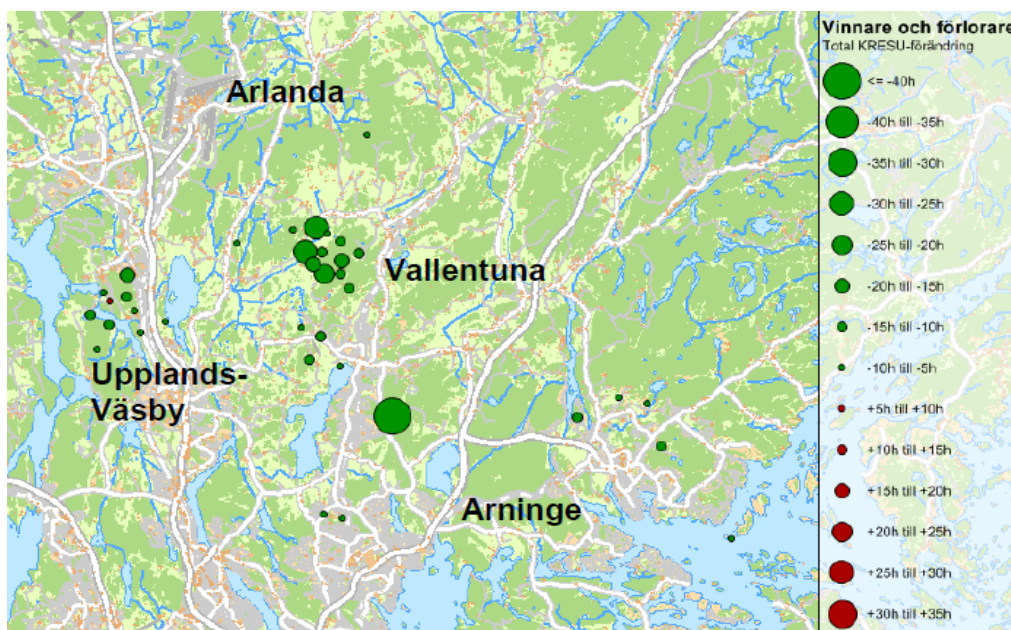 Arlanda
Vallentuna
Upplands-
Väsby
Arninge
Vinnare och förlorare
Total KRESU-förändring
<= -40h
-40h till -35h
-35h till -30h
-30h till -25h
-25h till -20h
-20h till -15h
-15h till -10h
-10h till -5h
+5h till +10h
+10h till +15h
+15h till +20h
+20h till +25h
+25h till +30h
+30h till +35h